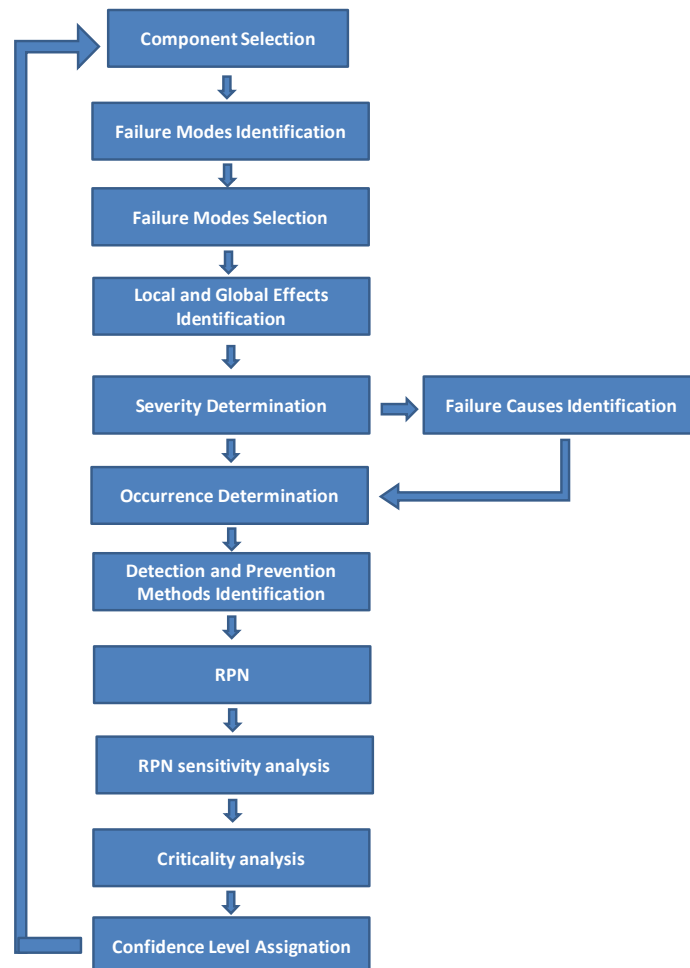 Component Selection
Failure Modes Identification
Failure Modes Selection
Local and Global Effects
Identification
Severity Determination
Failure Causes Identification
Occurrence Determination
Detection and Prevention
Methods Identification
RPN
RPN sensitivity analysis
Criticality analysis
Confidence Level Assignation